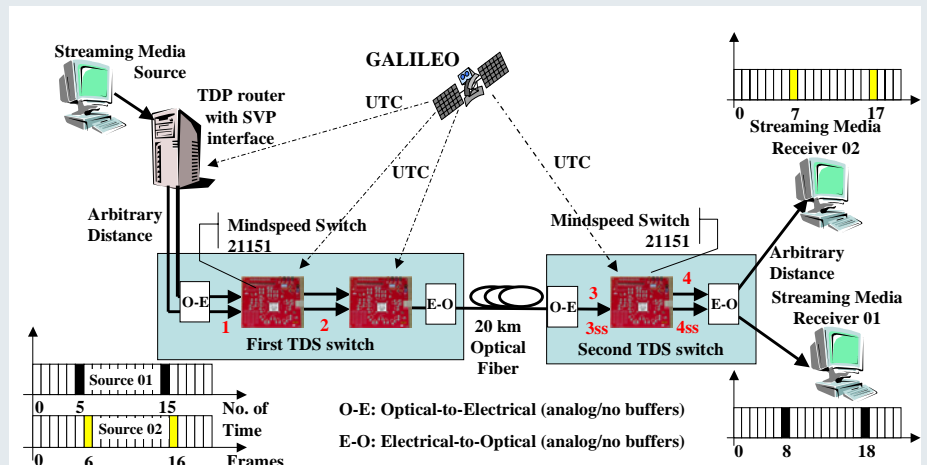 Streaming Media
Source
GALILEO
TDP router
with SVP
interface
UTC
UTC
UTC
7 17
Streaming Media
Receiver 02
Arbitrary
Distance
Mindspeed Switch
21151
Mindspeed Switch
21151
Arbitrary
Distance
O-E
1
2
E-O
O-E
3
3ss
4
4ss
E-O
First TDS switch
20 km
Optical
Fiber
Second TDS switch
Streaming Media
Receiver 01
Source 01
0 5 15
No. of
Time
Frames
Source 02
0 6 16
O-E: Optical-to-Electrical (analog/no buffers)
E-O: Electrical-to-Optical (analog/no buffers)
0 8 18